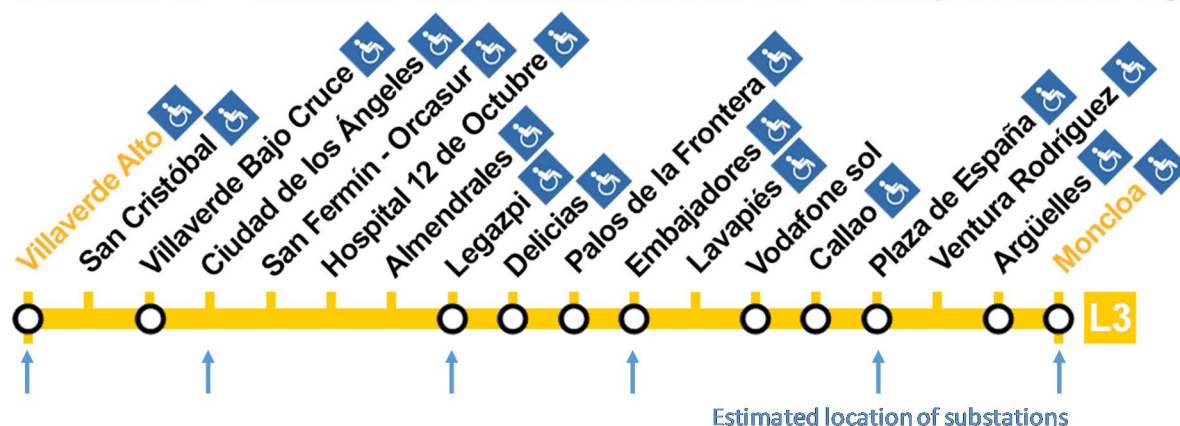 Villaverde Alto
San Cristóbal
Villaverde Bajo Cruce
Ciudad de los Ángeles
San Fermín - Orcasur
Hospital 12 de Octubre
Almendrales
Legazpi
Delicias
Palos de la Frontera
Embajadores
Lavapiés
Vodafone sol
Callao
Plaza de España
Ventura Rodríguez
Argüelles
Moncloa
L3
Estimated location of substations